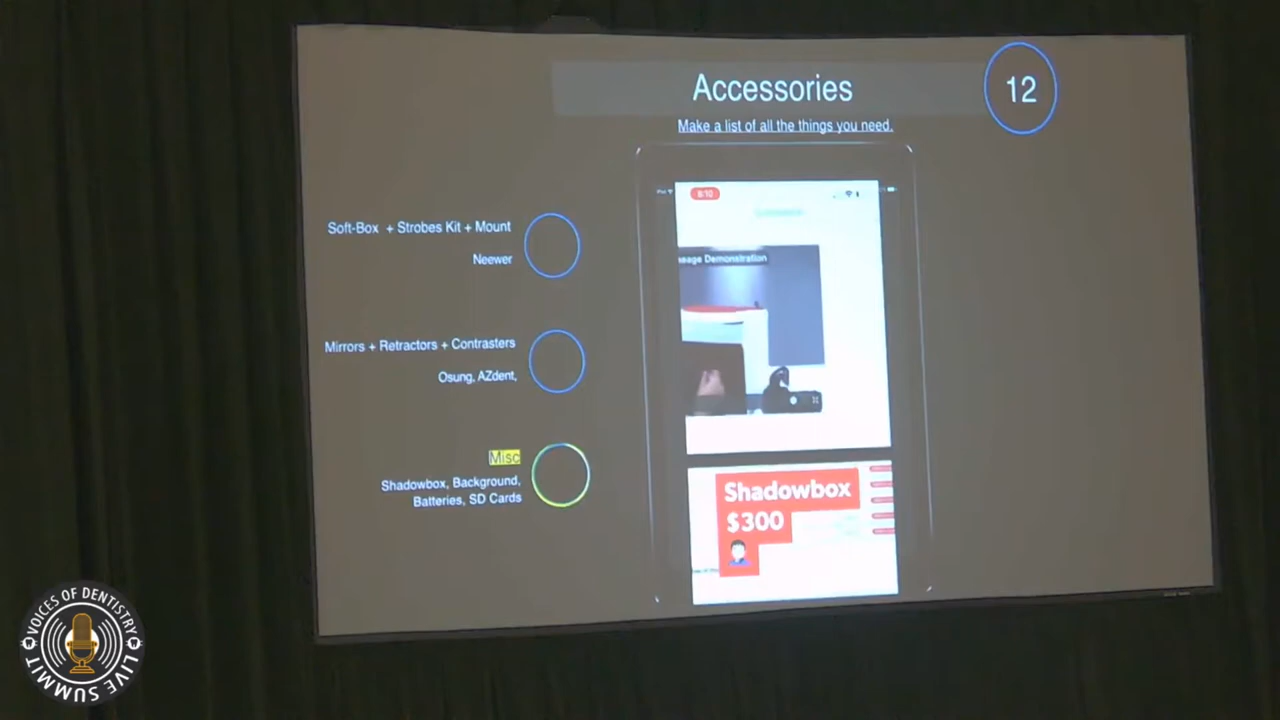 Accessories
12
Make a list of all the things you need.
8:10
Soft-Box + Strobes Kit + Mount
Neewer
Demonstration
Mirrors + Retractors + Contrasters
Osung, AZdent,
Misc
Shadowbox, Background,
Batteries, SD Cards
Shadowbox
$300
VOICES OF DENTISTRY
LIVE SUMMIT